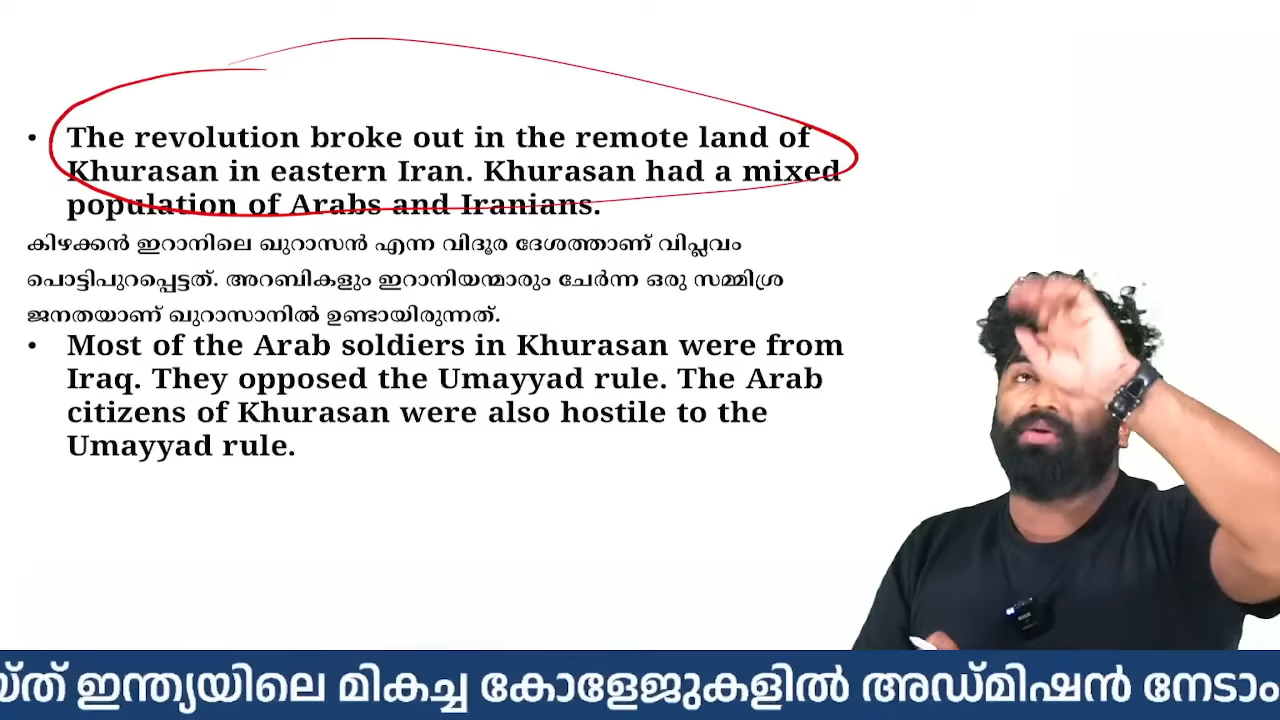 • The revolution broke out in the remote land of
Khurasan in eastern Iran. Khurasan had a mixed
population of Arabs and Iranians.
കിഴക്കൻ ഇറാനിലെ ഖുറാസൻ എന്ന വിദൂര ദേശത്താണ് വിപ്ലവം
പൊട്ടിപുറപ്പെട്ടത്. അറബികളും ഇറാനിയന്മാരും ചേർന്ന ഒരു സമ്മിശ്ര
ജനതയാണ് ഖുറാസാനിൽ ഉണ്ടായിരുന്നത്.
• Most of the Arab soldiers in Khurasan were from
Iraq. They opposed the Umayyad rule. The Arab
citizens of Khurasan were also hostile to the
Umayyad rule.
ഇന്ത്യയിലെ മികച്ച കോളേജുകളിൽ അഡ്മിഷൻ നേടാം